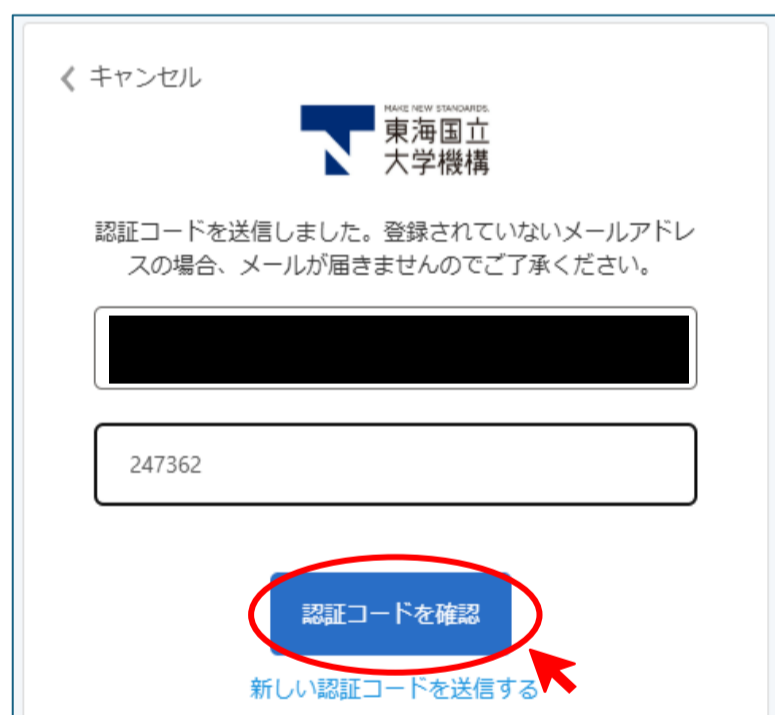 キャンセル
MAKE NEW STANDARDS.
東海国立
大学機構
認証コードを送信しました。登録されていないメールアドレ
スの場合、メールが届きませんのでご了承ください。
247362
認証コードを確認
新しい認証コードを送信する